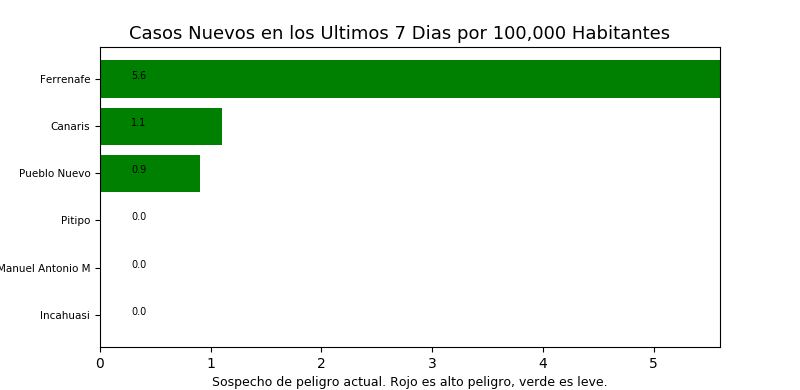 Casos Nuevos en los Ultimos 7 Dias por 100,000 Habitantes
Ferrenafe 5.6
Canaris 1.1
Pueblo Nuevo 0.9
Pitipo 0.0
Manuel Antonio M 0.0
Incahuasi 0.0
0 1 2 3 4 5
Sospecho de peligro actual. Rojo es alto peligro, verde es leve.